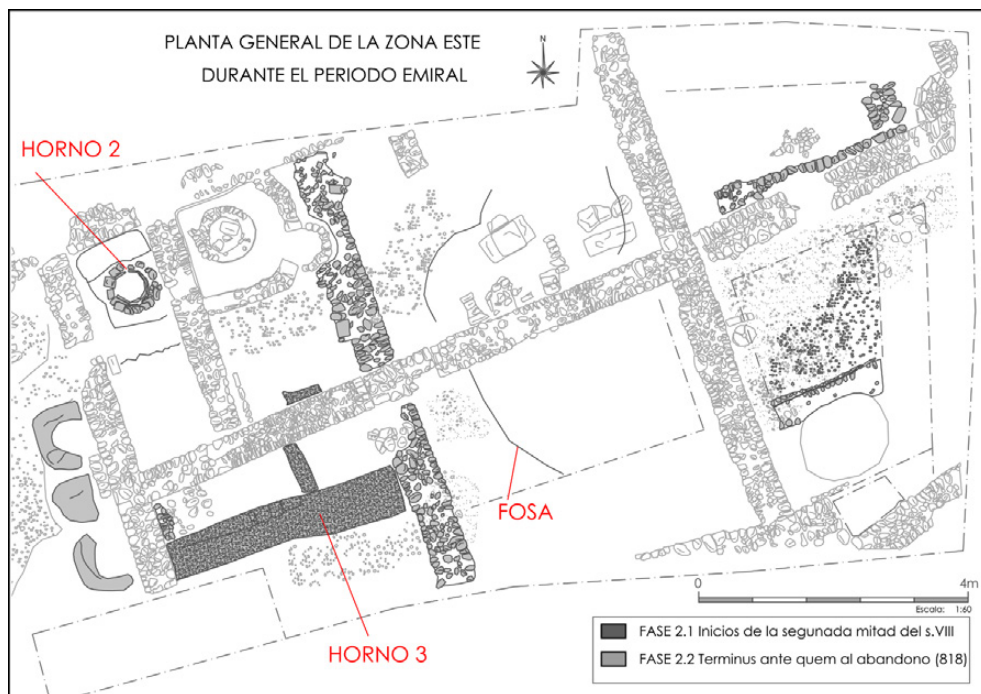 PLANTA GENERAL DE LA ZONA ESTE
DURANTE EL PERIODO EMIRAL
N
HORNO 2
FOSA
HORNO 3
0 4m
Escala: 1:60
FASE 2.1 Inicios de la segunada mitad del s.VIII
FASE 2.2 Terminus ante quem al abandono (818)